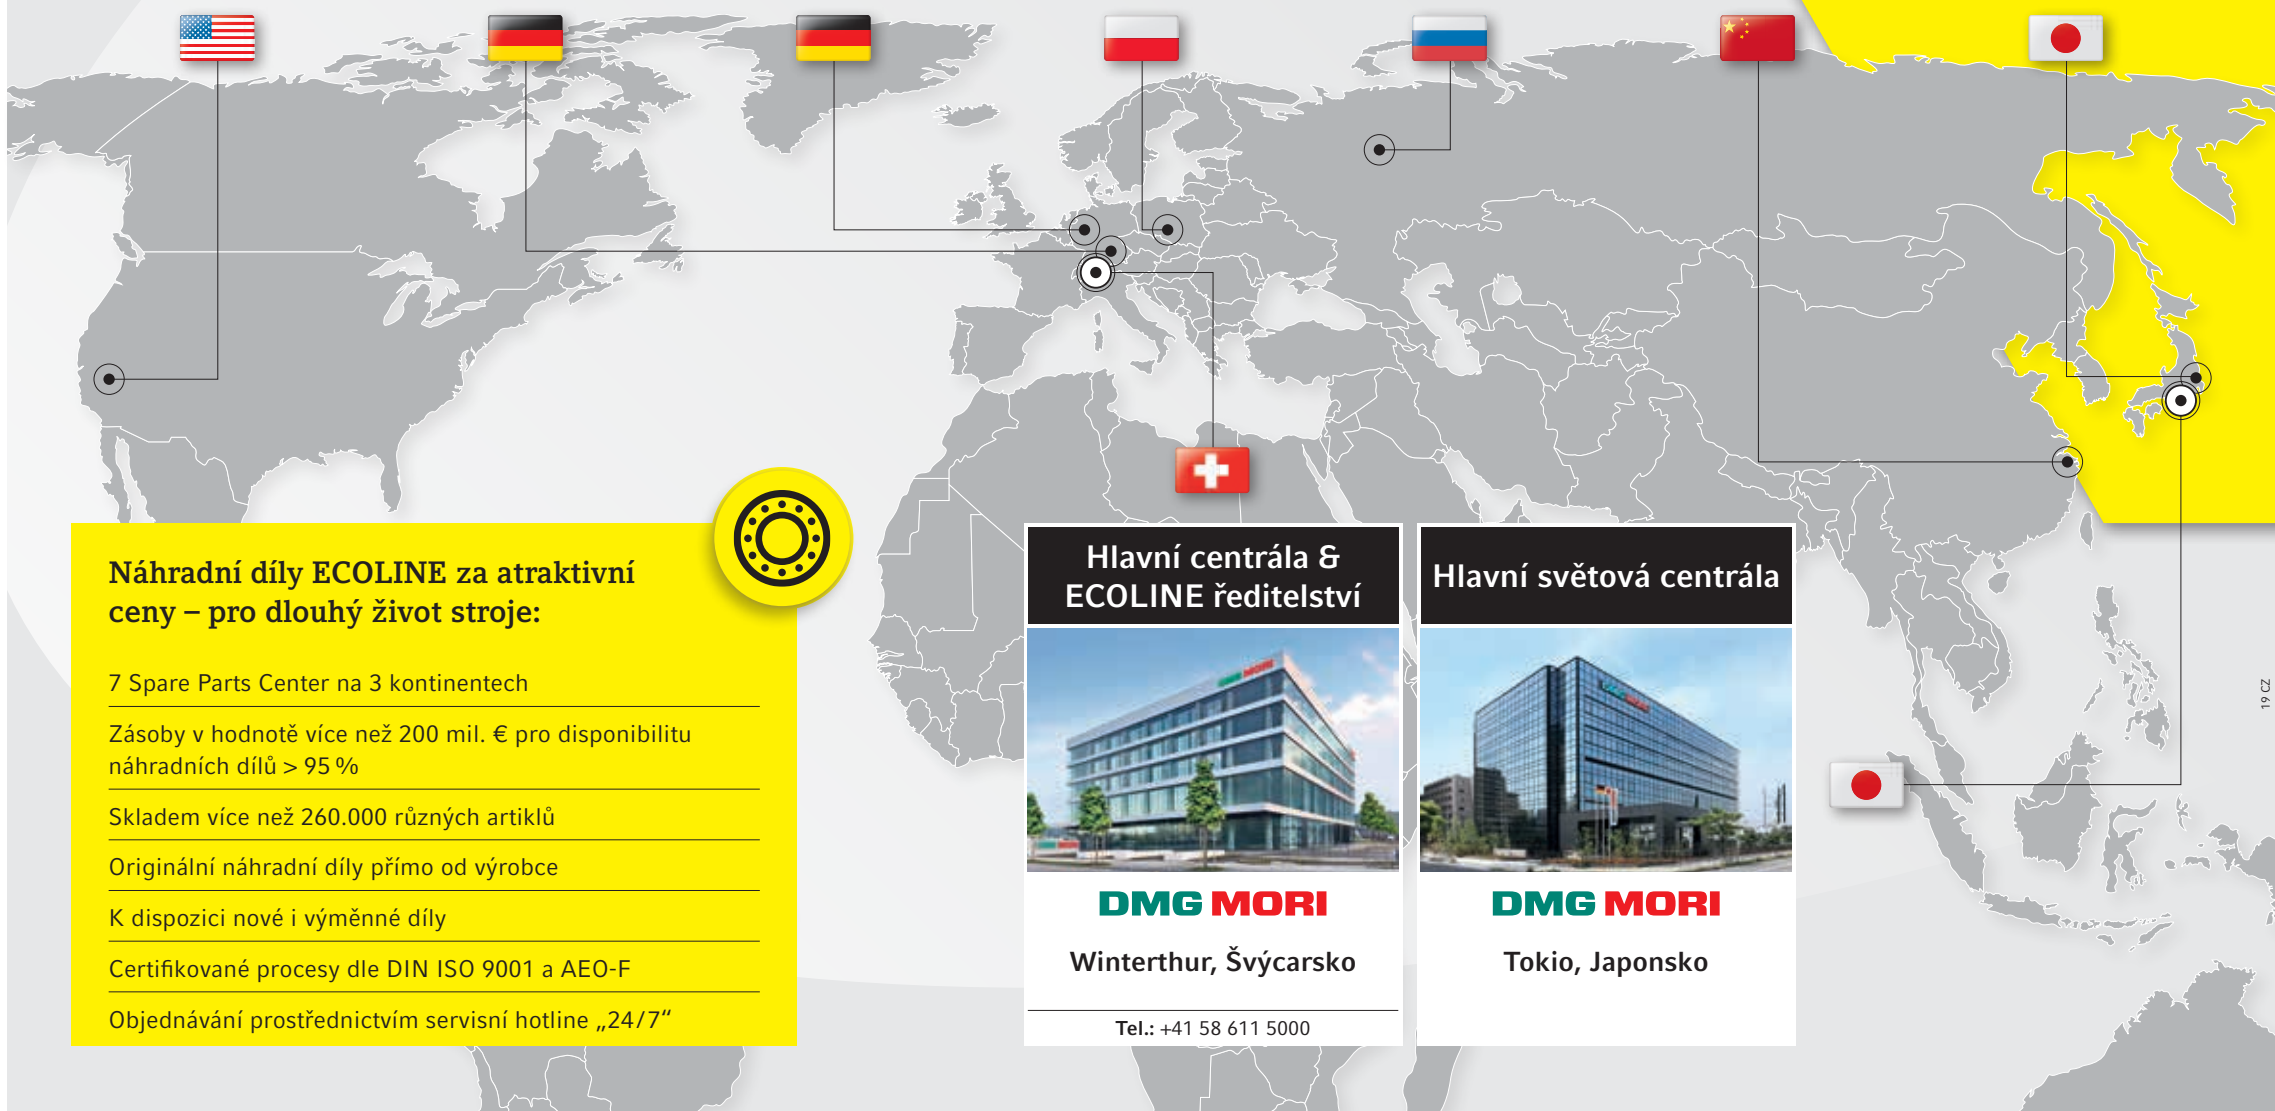 Náhradní díly ECOLINE za atraktivní
ceny – pro dlouhý život stroje:
7 Spare Parts Center na 3 kontinentech
Zásoby v hodnotě více než 200 mil. € pro disponibilitu
náhradních dílů > 95 %
Skladem více než 260.000 různých artiklů
Originální náhradní díly přímo od výrobce
K dispozici nové i výměnné díly
Certifikované procesy dle DIN ISO 9001 a AEO-F
Objednávání prostřednictvím servisní hotline „24/7“
Hlavní centrála &
ECOLINE ředitelství
DMG MORI
DMG MORI
Winterthur, Švýcarsko
Tel.: +41 58 611 5000
Hlavní světová centrála
DMG MORI
DMG MORI
Tokio, Japonsko
19 CZ